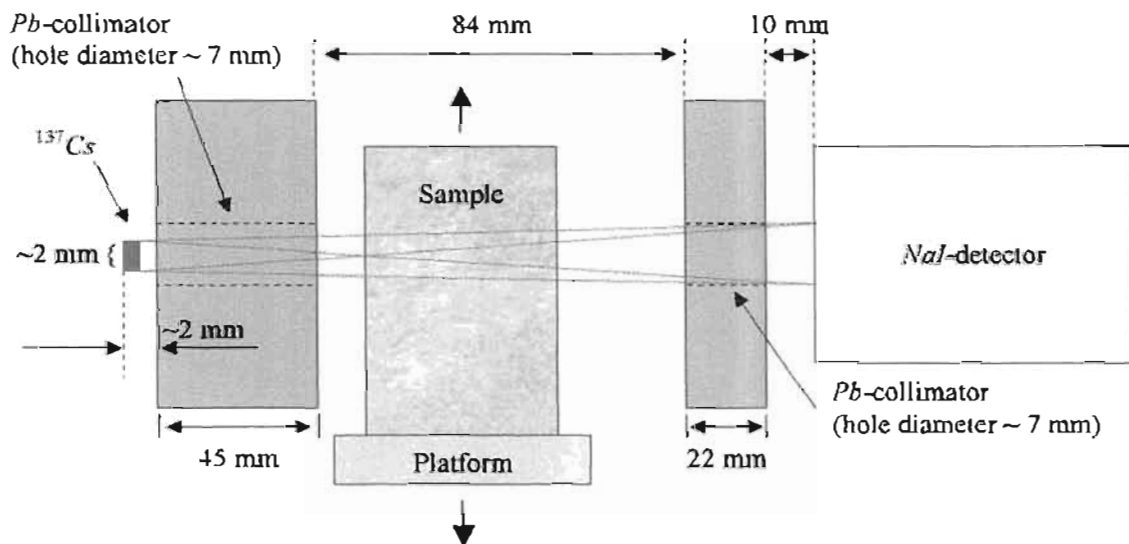 Pb-collimator
(hole diameter ~ 7 mm)
84 mm
10 mm
137Cs
Sample
~2 mm {
NaI-detector
~2 mm
Pb-collimator
(hole diameter ~ 7 mm)
45 mm
Platform
22 mm